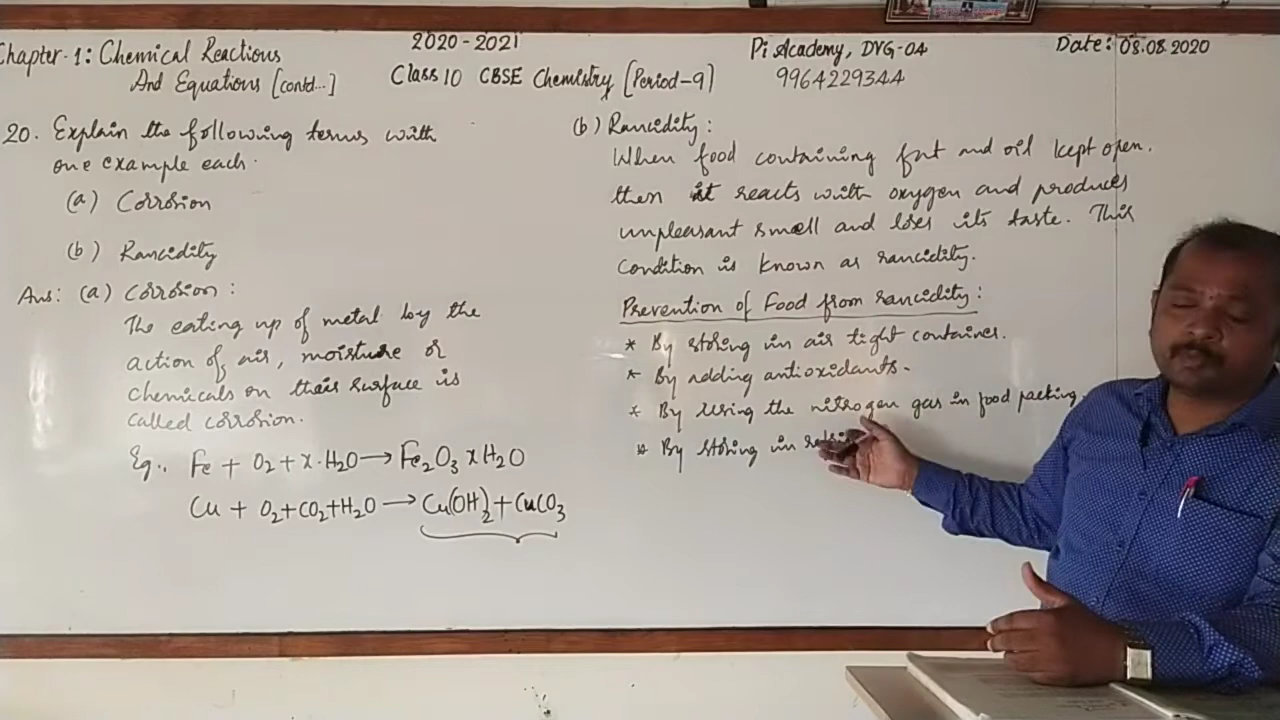 Chapter-1: Chemical Reactions
And Equations [contd...]
2020-2021
Class 10 CBSE Chemistry [Period-9]
Pi Academy, DVG-04
9964229344
Date: 08.08.2020
20. Explain the following terms with
one example each.
(a) Corrosion
(b) Rancidity
Ans: (a) Corrosion:
The eating up of metal by the
action of air, moisture or
chemicals on their surface is
called corrosion.
Eg., Fe + O₂ + x·H₂O → Fe₂O₃ xH₂O
Cu + O₂+CO₂+H₂O → Cu(OH)₂+CuCO₃
(b) Rancidity:
When food containing fat and oil kept open.
then it reacts with oxygen and produces
unpleasant smell and loses its taste. This
condition is known as rancidity.
Prevention of Food from rancidity:
* By storing in air tight container.
* By adding antioxidants.
* By using the nitrogen gas in food packing.
* By storing in